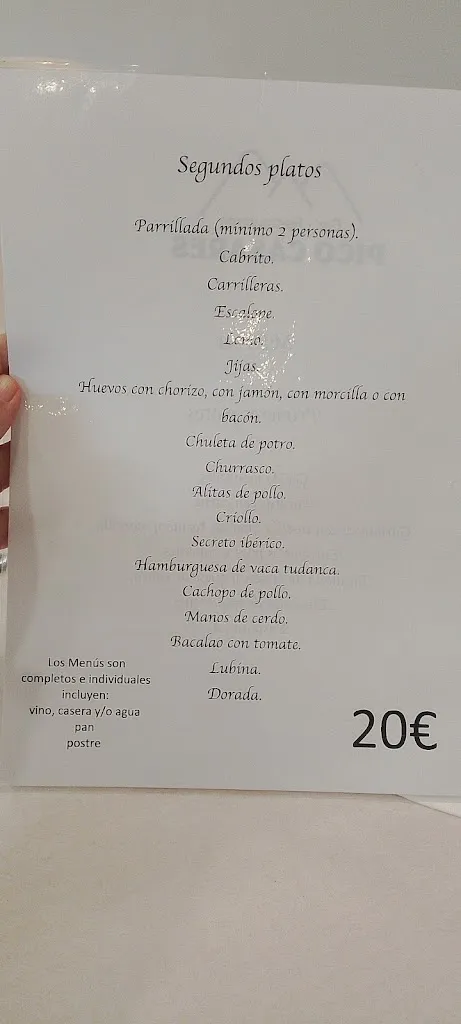 Segundos platos
Parrillada (mínimo 2 personas).
Cabrito.
Carrilleras.
Escalope.
Jijas.
Huevos con chorizo, con jamón, con morcilla o con
bacón.
Chuleta de potro.
Churrasco.
Alitas de pollo.
Criollo.
Secreto ibérico.
Hamburguesa de vaca tudanca.
Cachopo de pollo.
Manos de cerdo.
Bacalao con tomate.
Lubina.
Dorada.
Los Menús son
completos e individuales
incluyen:
vino, casera y/o agua
pan
postre
20€